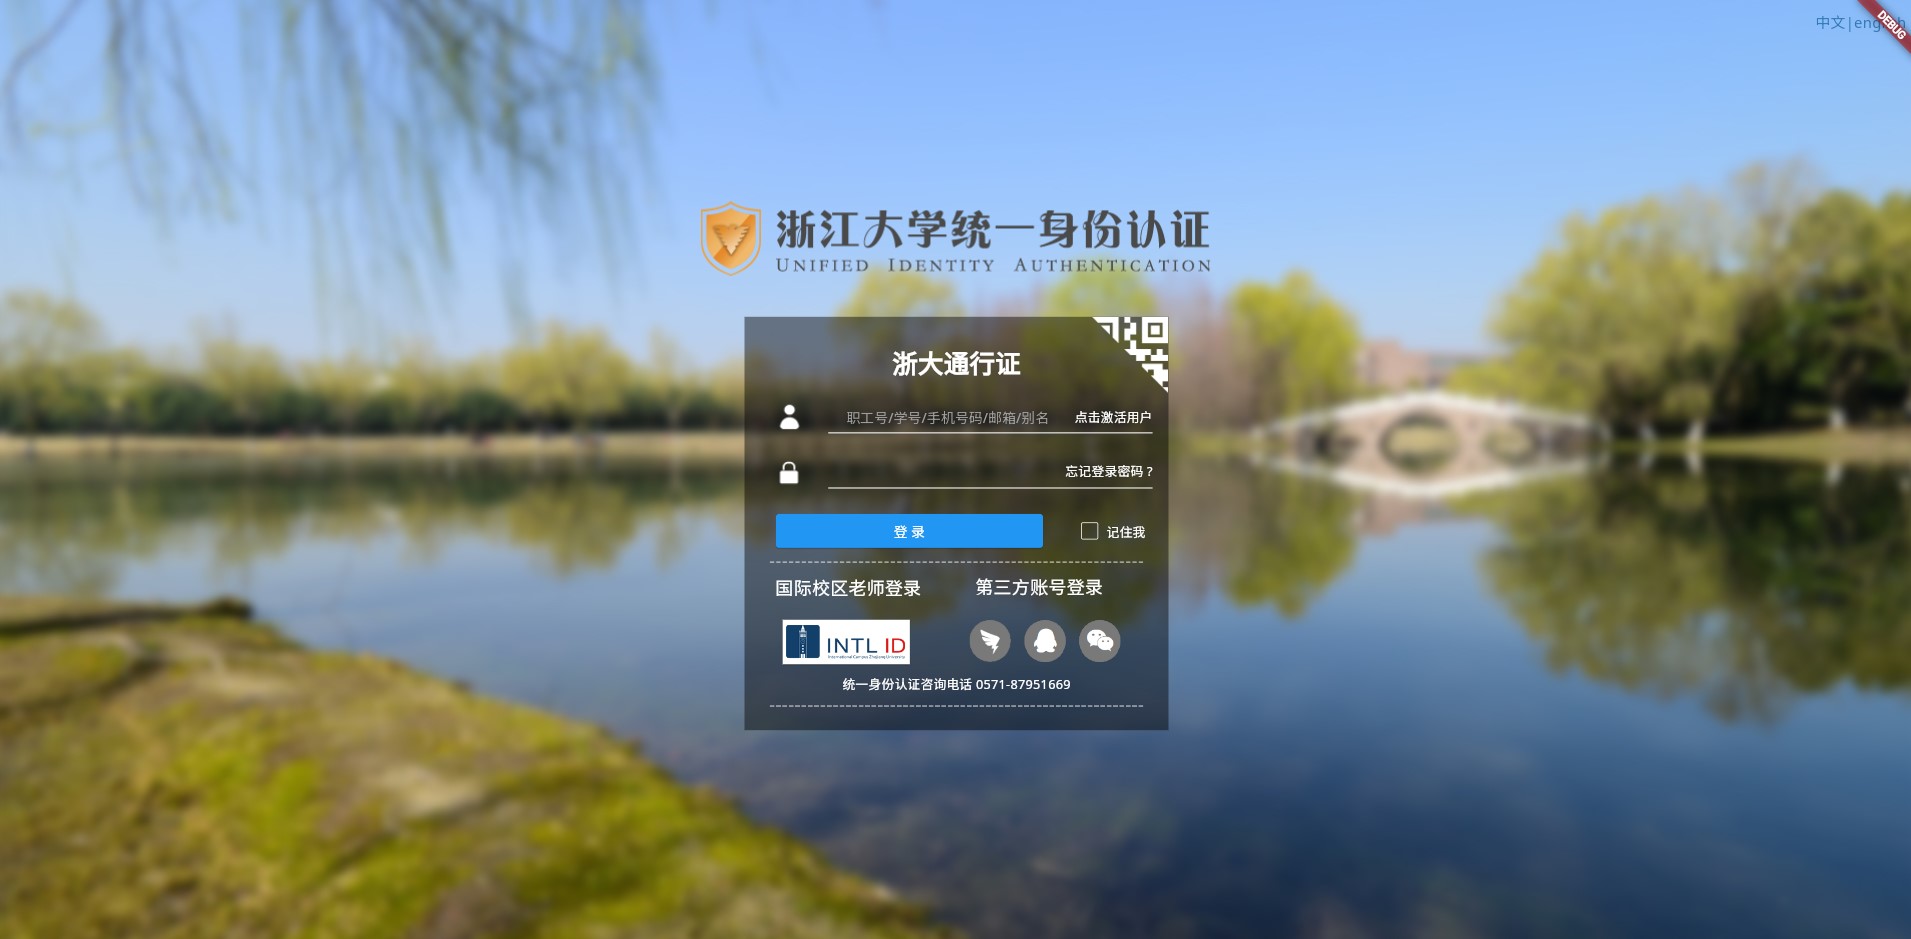 中文|eng
DEBUG
浙江大学统一身份认证
UNIFIED IDENTITY AUTHENTICATION
浙大通行证
职工号/学号/手机号码/邮箱/别名 点击激活用户
忘记登录密码？
登 录 记住我
国际校区老师登录 第三方账号登录
INTL ID
International Campus Zhejiang University
统一身份认证咨询电话 0571-87951669